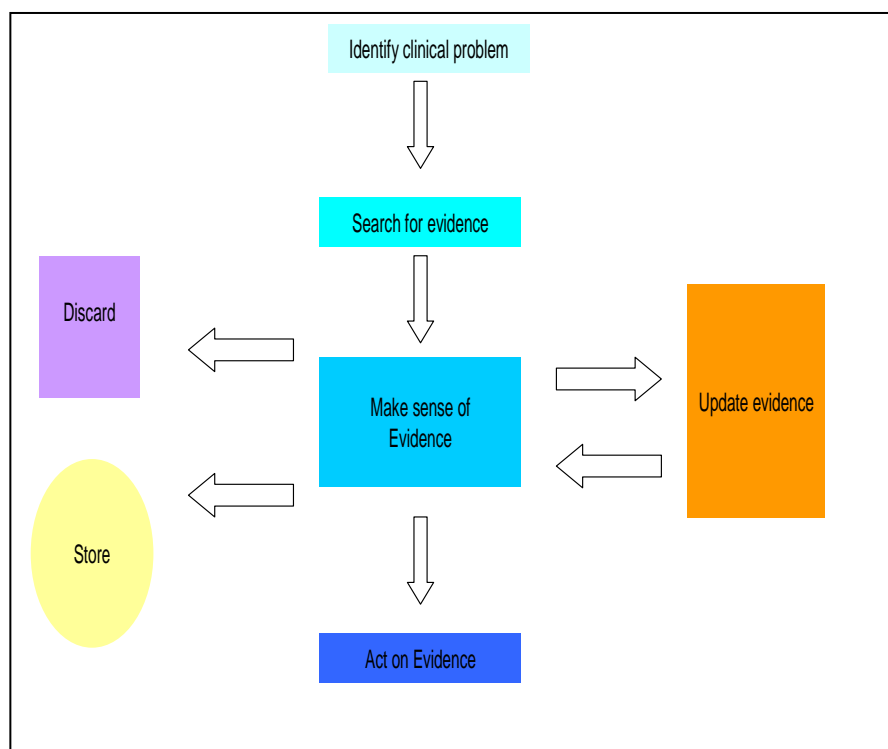 Identify clinical problem
Search for evidence
Discard
Make sense of
Evidence
Update evidence
Store
Act on Evidence